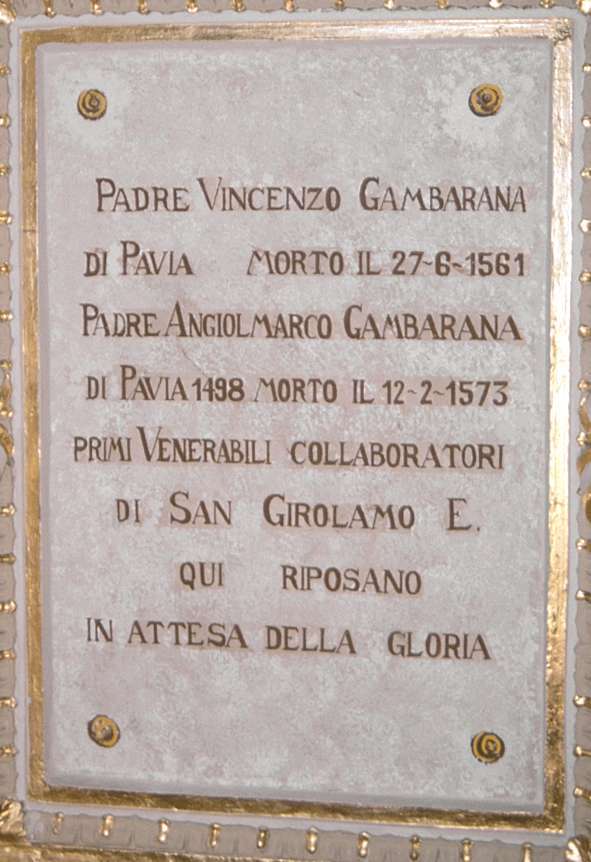 PADRE VINCENZO GAMBARANA
DI PAVIA MORTO IL 27-6-1561
PADRE ANGIOLMARCO GAMBARANA
DI PAVIA 1498 MORTO IL 12-2-1573
PRIMI VENERABILI COLLABORATORI
DI SAN GIROLAMO E.
QUI RIPOSANO
IN ATTESA DELLA GLORIA